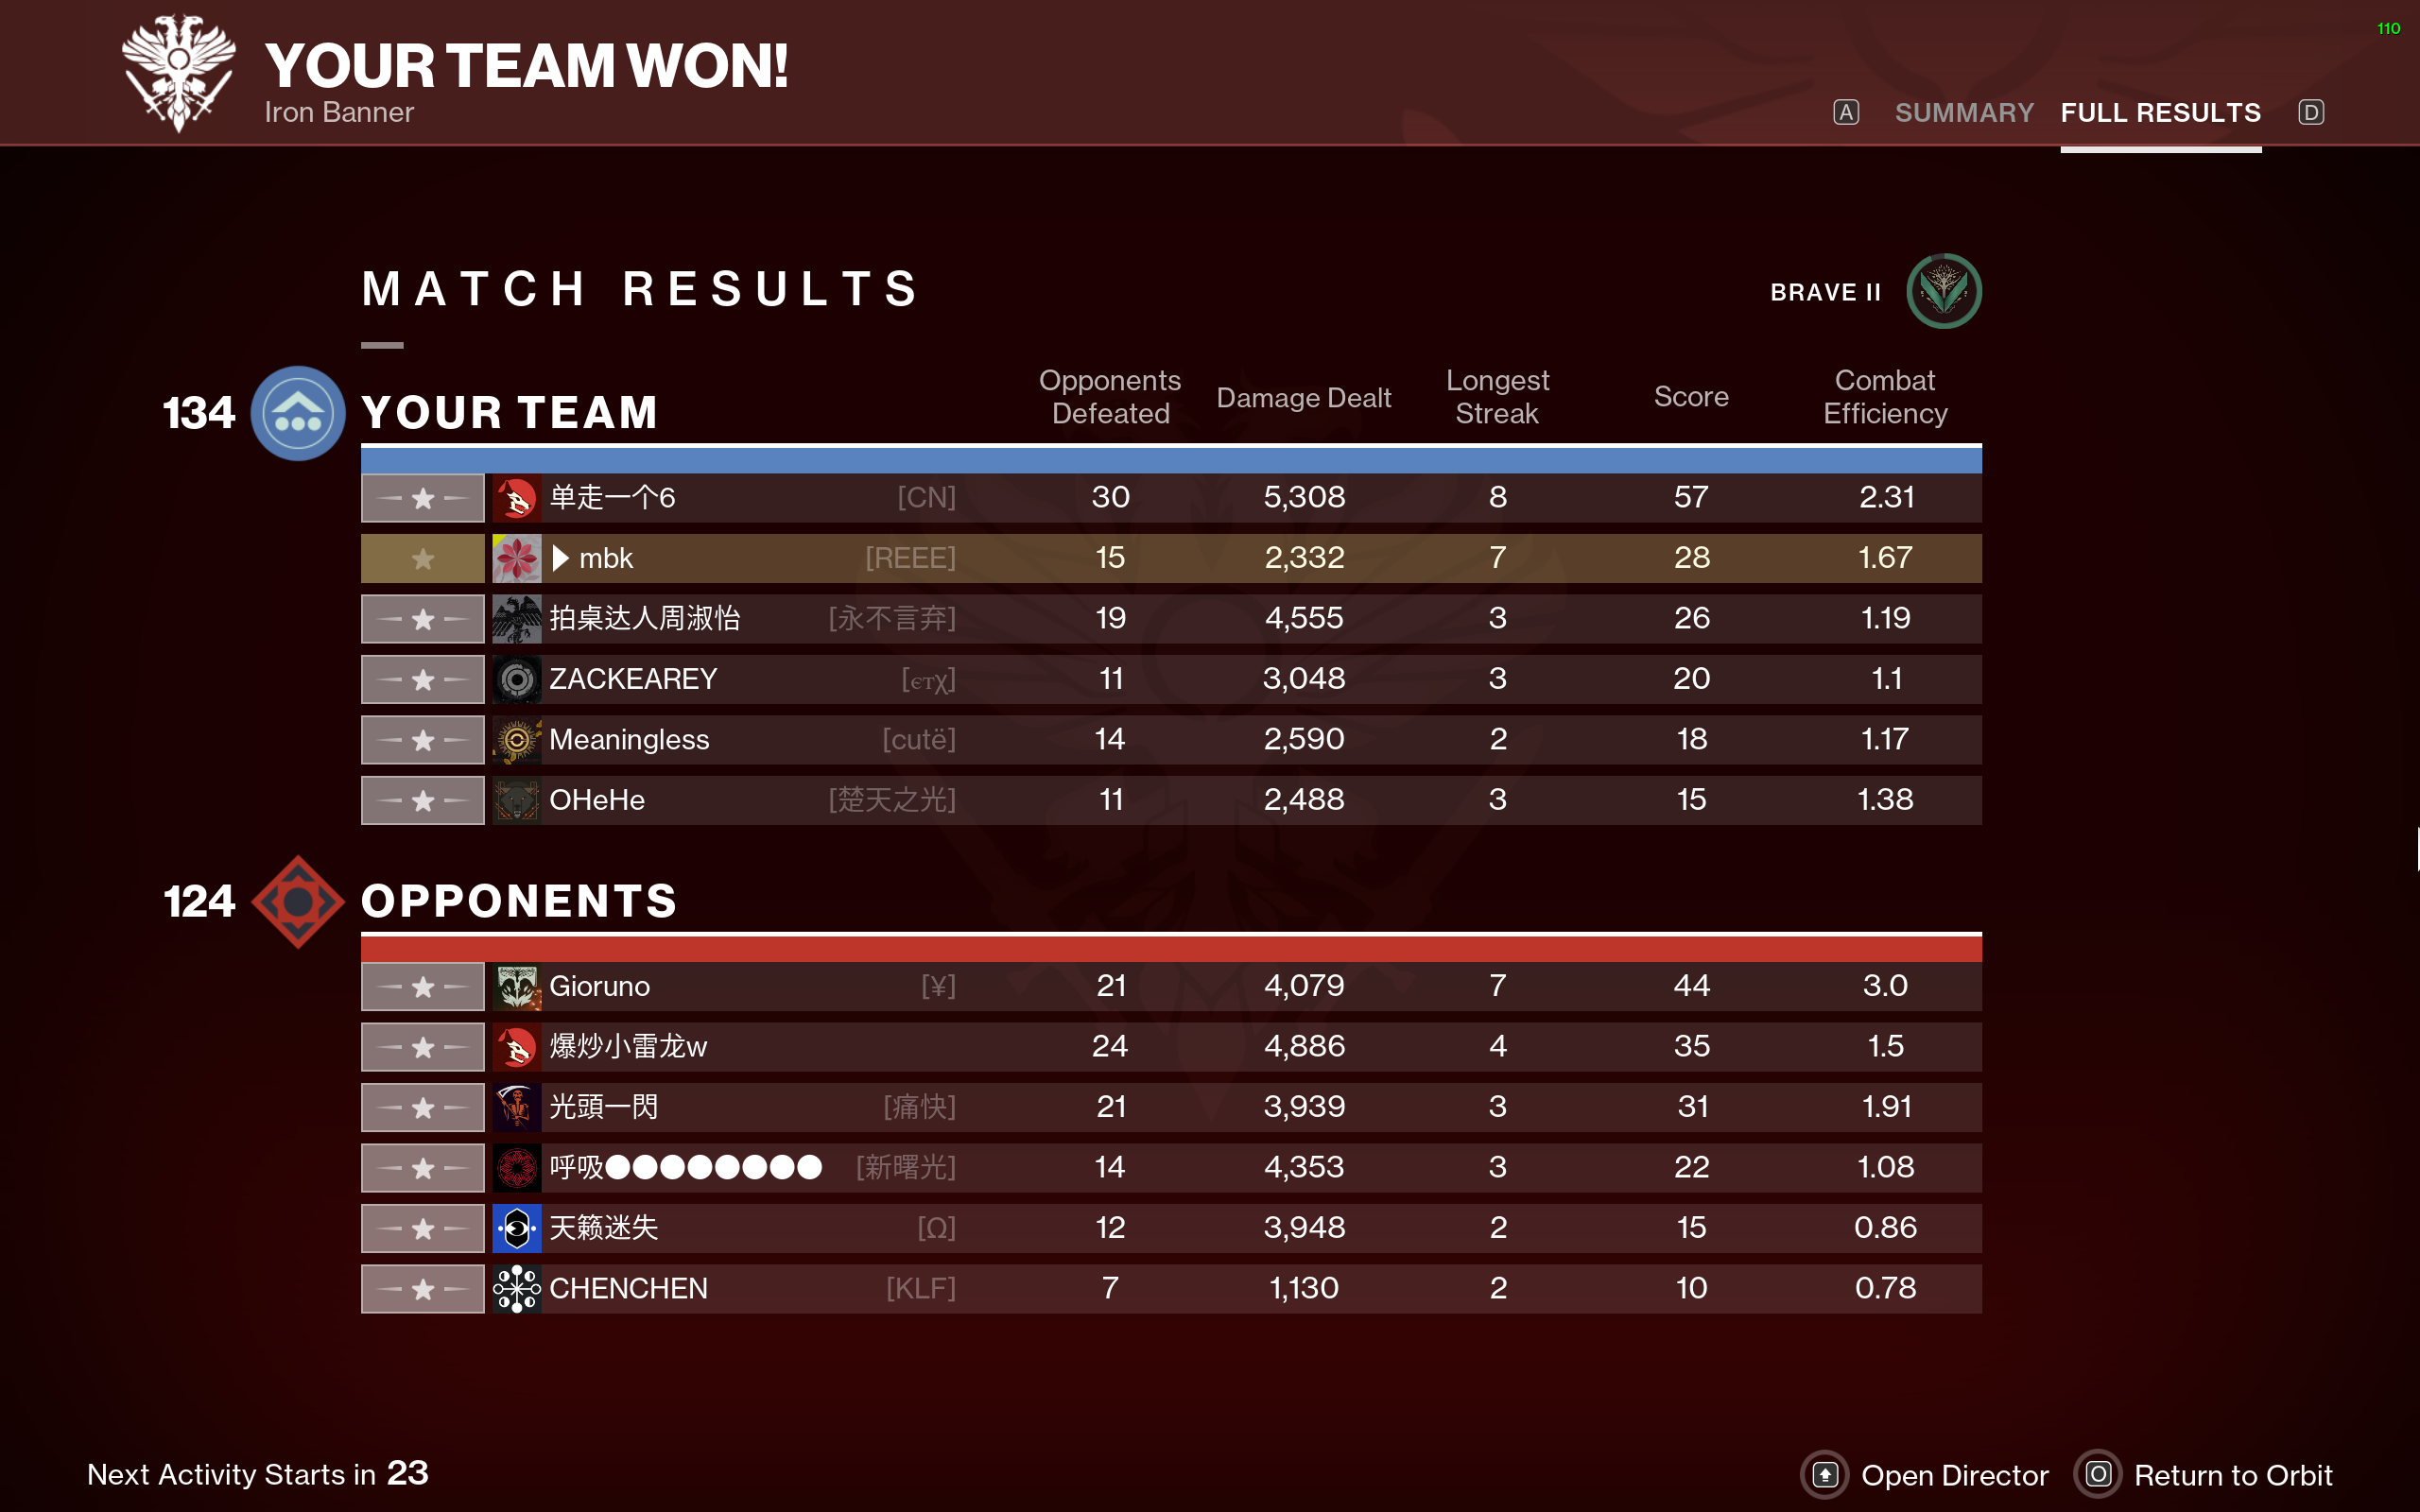 YOUR TEAM WON!
Iron Banner
110
A SUMMARY FULL RESULTS D
MATCH RESULTS
BRAVE II
134 YOUR TEAM Opponents Defeated Damage Dealt Longest Streak Score Combat Efficiency
单走一个6 [CN] 30 5,308 8 57 2.31
mbk [REEE] 15 2,332 7 28 1.67
拍桌达人周淑怡 [永不言弃] 19 4,555 3 26 1.19
ZACKEAREY [єтχ] 11 3,048 3 20 1.1
Meaningless [cutë] 14 2,590 2 18 1.17
OHeHe [楚天之光] 11 2,488 3 15 1.38
124 OPPONENTS
Gioruno [¥] 21 4,079 7 44 3.0
爆炒小雷龙w 24 4,886 4 35 1.5
光頭一閃 [痛快] 21 3,939 3 31 1.91
呼吸●●●●●●●● [新曙光] 14 4,353 3 22 1.08
天籁迷失 [Ω] 12 3,948 2 15 0.86
CHENCHEN [KLF] 7 1,130 2 10 0.78
Next Activity Starts in 23
Open Director O Return to Orbit